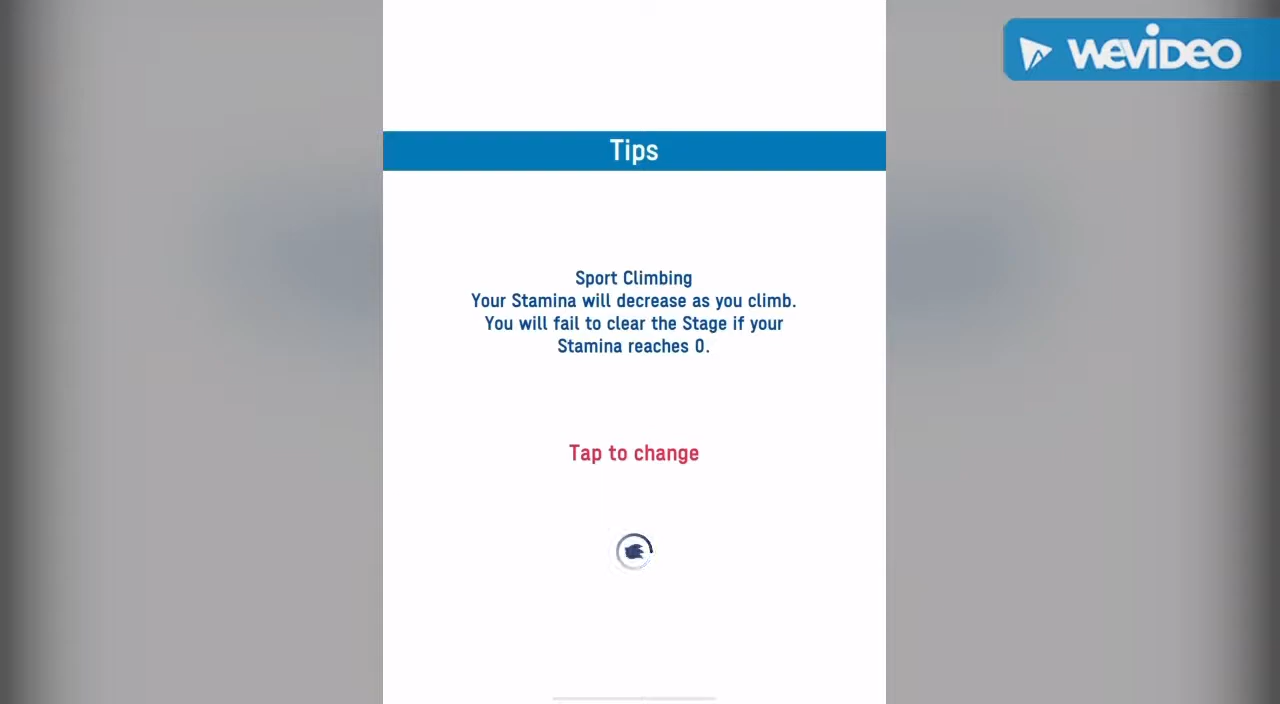 WEVIDEO
Tips
Sport Climbing
Your Stamina will decrease as you climb.
You will fail to clear the Stage if your
Stamina reaches 0.
Tap to change